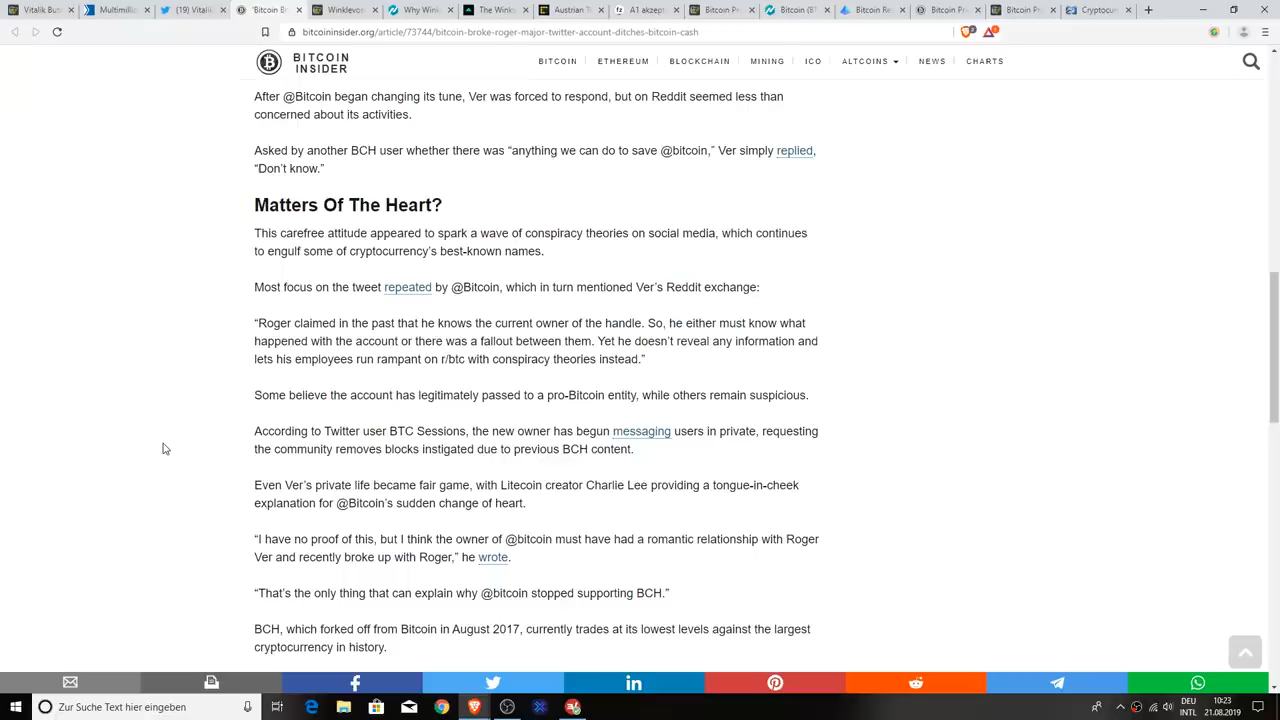 Vitalik Bus
Multimilli
Vitalik
'Bitcoin Br
Winklevos
Why Wink
The Winks
Austrian T
A1 akzept
Bitcoin Pr
Bitcoin (BT
Bitcoin Res
Bitcoin Pri
Bitcoin Pr
Cryptocurr
bitcoininsider.org/article/73744/bitcoin-broke-roger-major-twitter-account-ditches-bitcoin-cash
BITCOIN INSIDER
BITCOIN
ETHEREUM
BLOCKCHAIN
MINING
ICO
ALTCOINS
NEWS
CHARTS
After @Bitcoin began changing its tune, Ver was forced to respond, but on Reddit seemed less than
concerned about its activities.
Asked by another BCH user whether there was “anything we can do to save @bitcoin,” Ver simply replied,
“Don’t know.”
Matters Of The Heart?
This carefree attitude appeared to spark a wave of conspiracy theories on social media, which continues
to engulf some of cryptocurrency’s best-known names.
Most focus on the tweet repeated by @Bitcoin, which in turn mentioned Ver’s Reddit exchange:
“Roger claimed in the past that he knows the current owner of the handle. So, he either must know what
happened with the account or there was a fallout between them. Yet he doesn’t reveal any information and
lets his employees run rampant on r/btc with conspiracy theories instead.”
Some believe the account has legitimately passed to a pro-Bitcoin entity, while others remain suspicious.
According to Twitter user BTC Sessions, the new owner has begun messaging users in private, requesting
the community removes blocks instigated due to previous BCH content.
Even Ver’s private life became fair game, with Litecoin creator Charlie Lee providing a tongue-in-cheek
explanation for @Bitcoin’s sudden change of heart.
“I have no proof of this, but I think the owner of @bitcoin must have had a romantic relationship with Roger
Ver and recently broke up with Roger,” he wrote.
“That’s the only thing that can explain why @bitcoin stopped supporting BCH.”
BCH, which forked off from Bitcoin in August 2017, currently trades at its lowest levels against the largest
cryptocurrency in history.
Zur Suche Text hier eingeben
DEU
INTL
10:23
21.08.2019